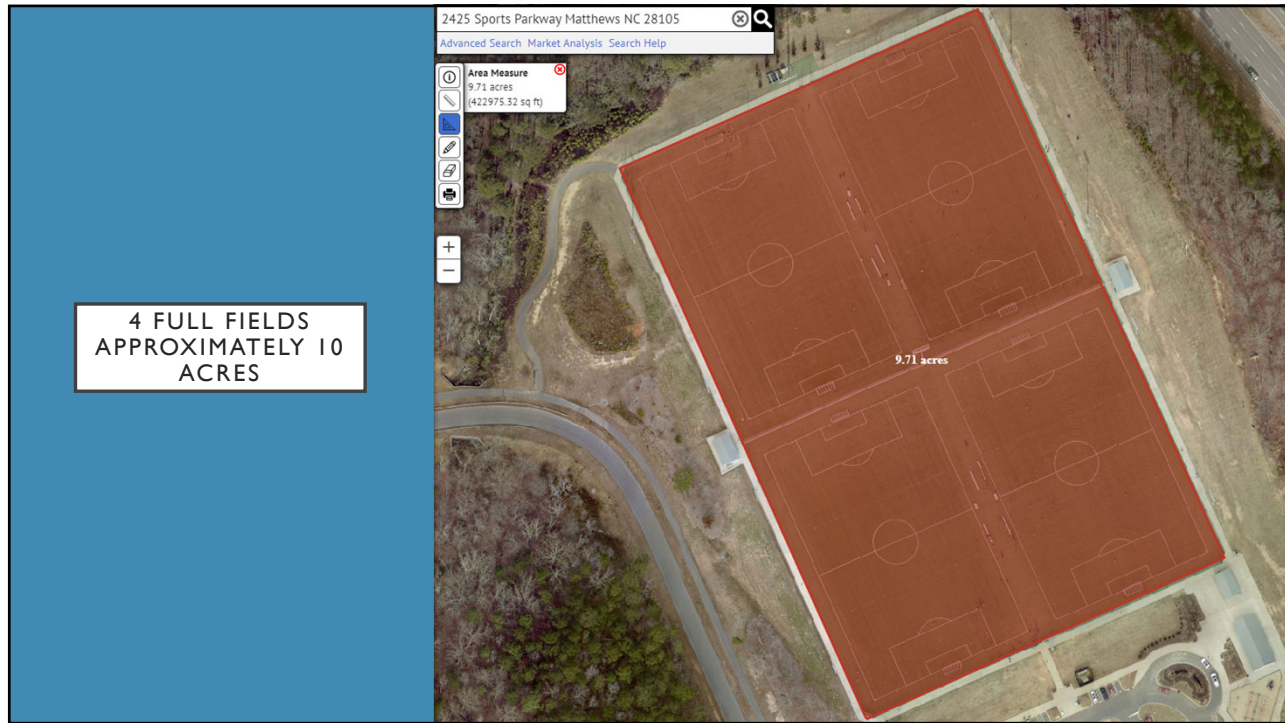 4 FULL FIELDS
APPROXIMATELY 10
ACRES
2425 Sports Parkway Matthews NC 28105
Advanced Search Market Analysis Search Help
Area Measure
9.71 acres
(422975.32 sq ft)
+
−
9.71 acres